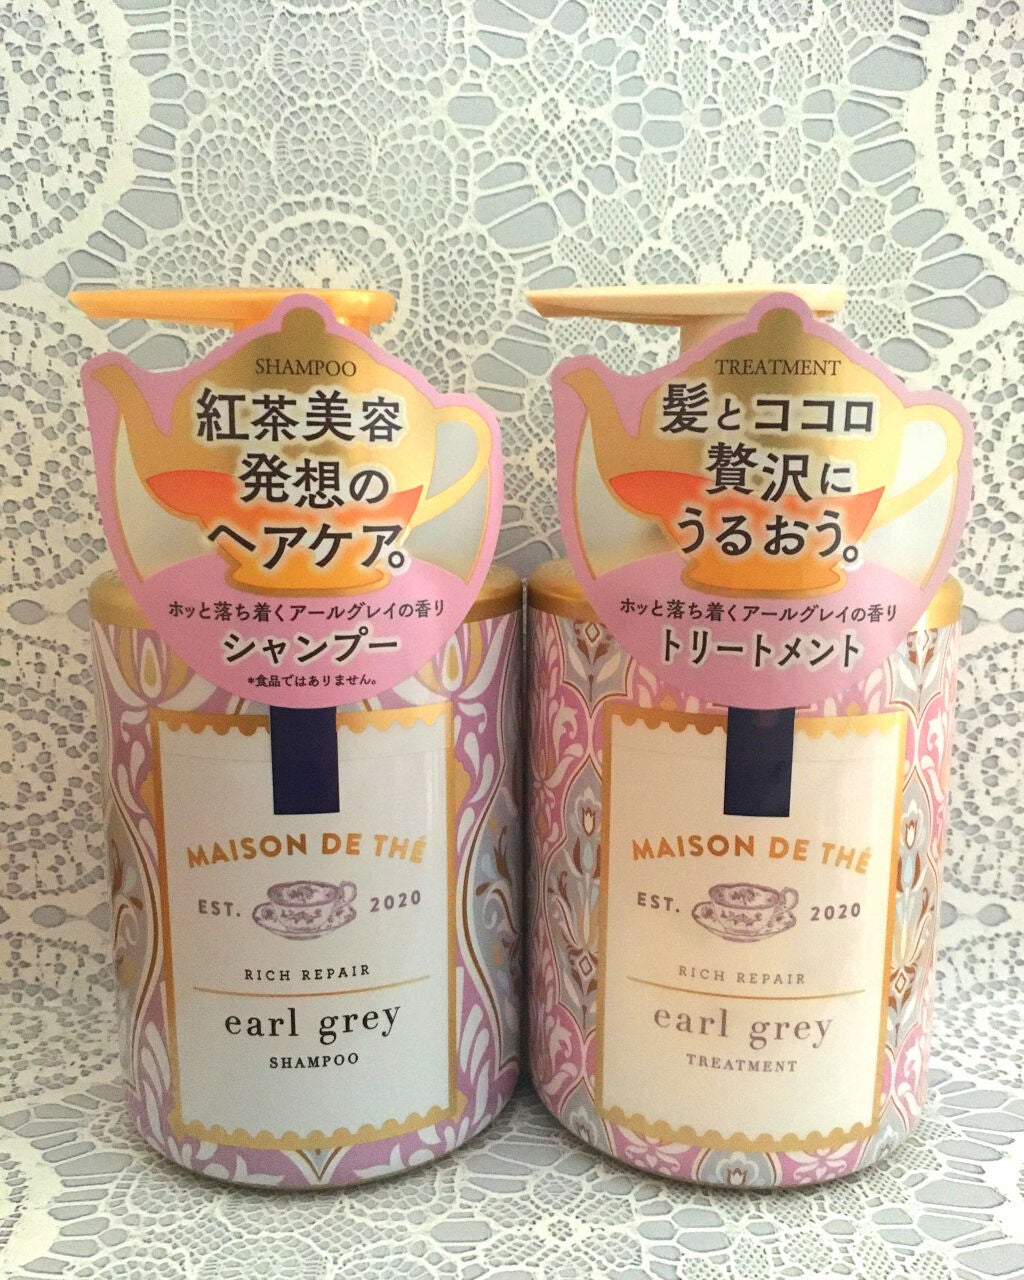 SHAMPOO
紅茶美容
発想の
ヘアケア。
ホッと落ち着くアールグレイの香り
シャンプー
*食品ではありません。
MAISON DE THÉ
EST. 2020
RICH REPAIR
earl grey
SHAMPOO
TREATMENT
髪とココロ
贅沢に
うるおう。
ホッと落ち着くアールグレイの香り
トリートメント
MAISON DE THÉ
EST. 2020
RICH REPAIR
earl grey
TREATMENT